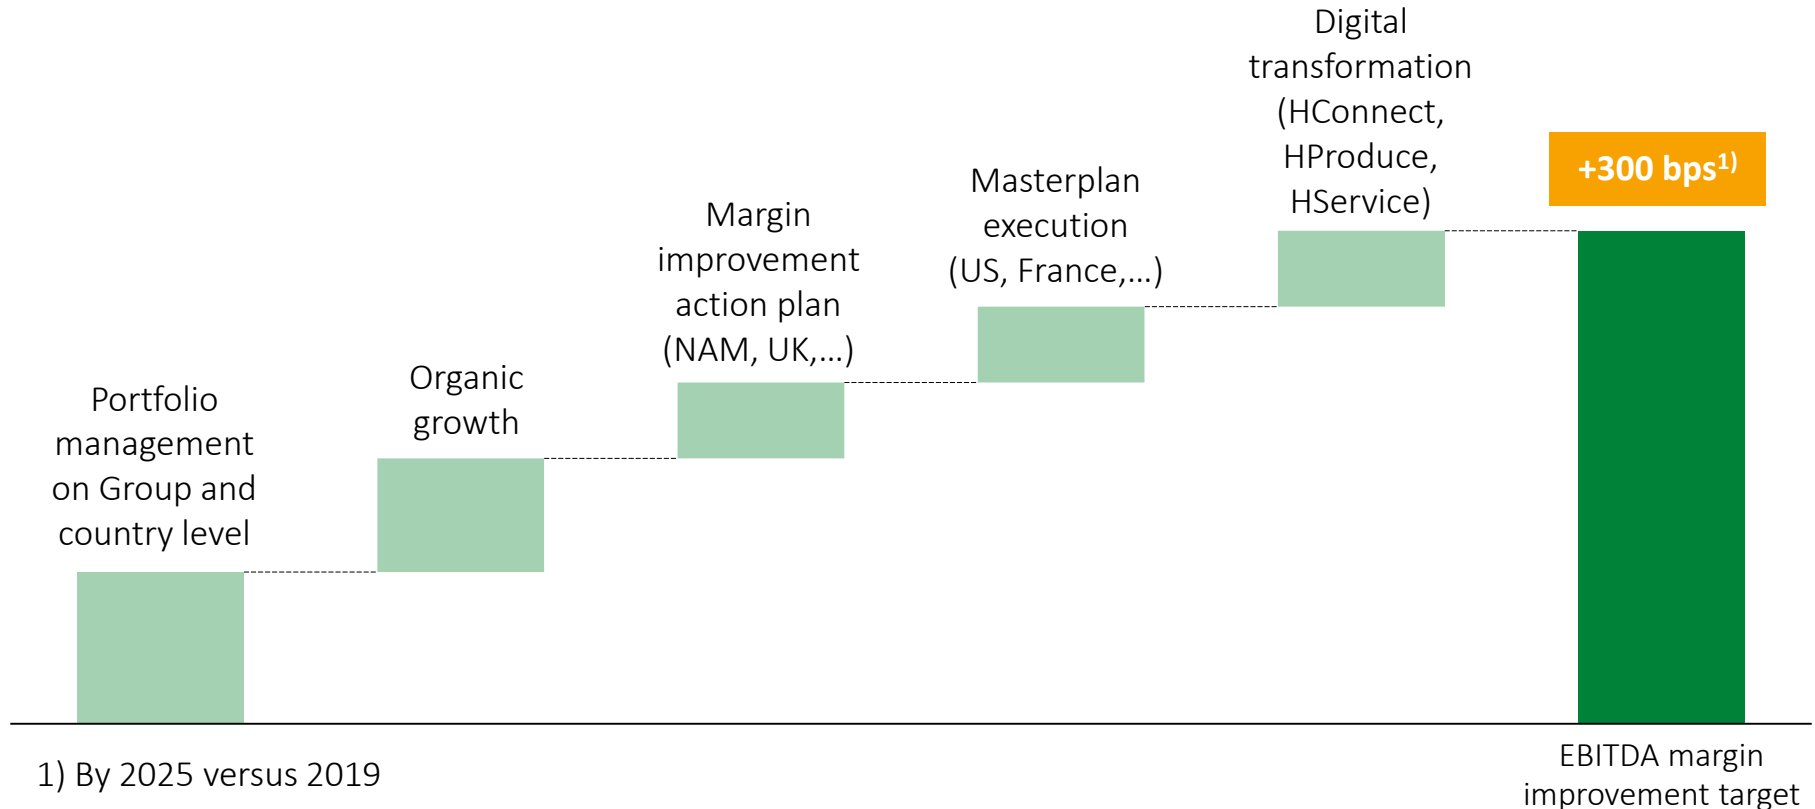 Portfolio
management
on Group and
country level
Organic
growth
Margin
improvement
action plan
(NAM, UK,...)
Masterplan
execution
(US, France,...)
Digital
transformation
(HConnect,
HProduce,
HService)
+300 bps¹⁾
EBITDA margin
improvement target
1) By 2025 versus 2019